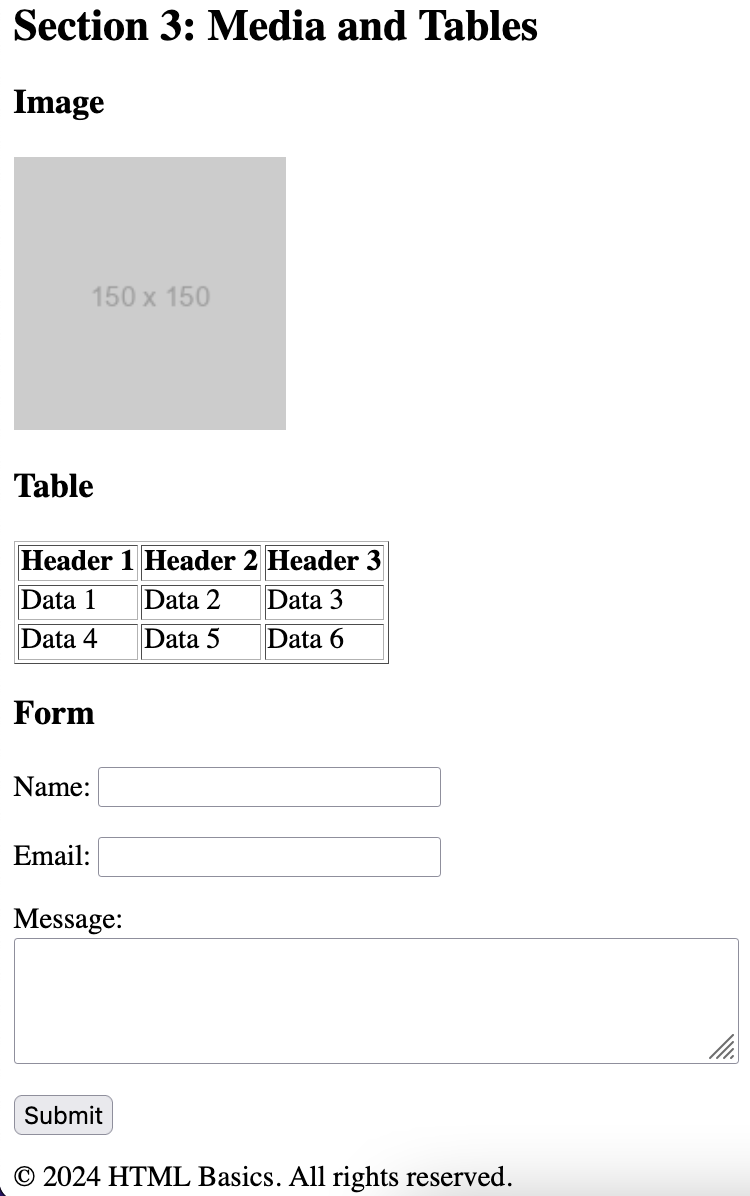 Section 3: Media and Tables
Image
150 x 150
Table
Header 1 Header 2 Header 3
Data 1 Data 2 Data 3
Data 4 Data 5 Data 6
Form
Name:
Email:
Message:
Submit
© 2024 HTML Basics. All rights reserved.